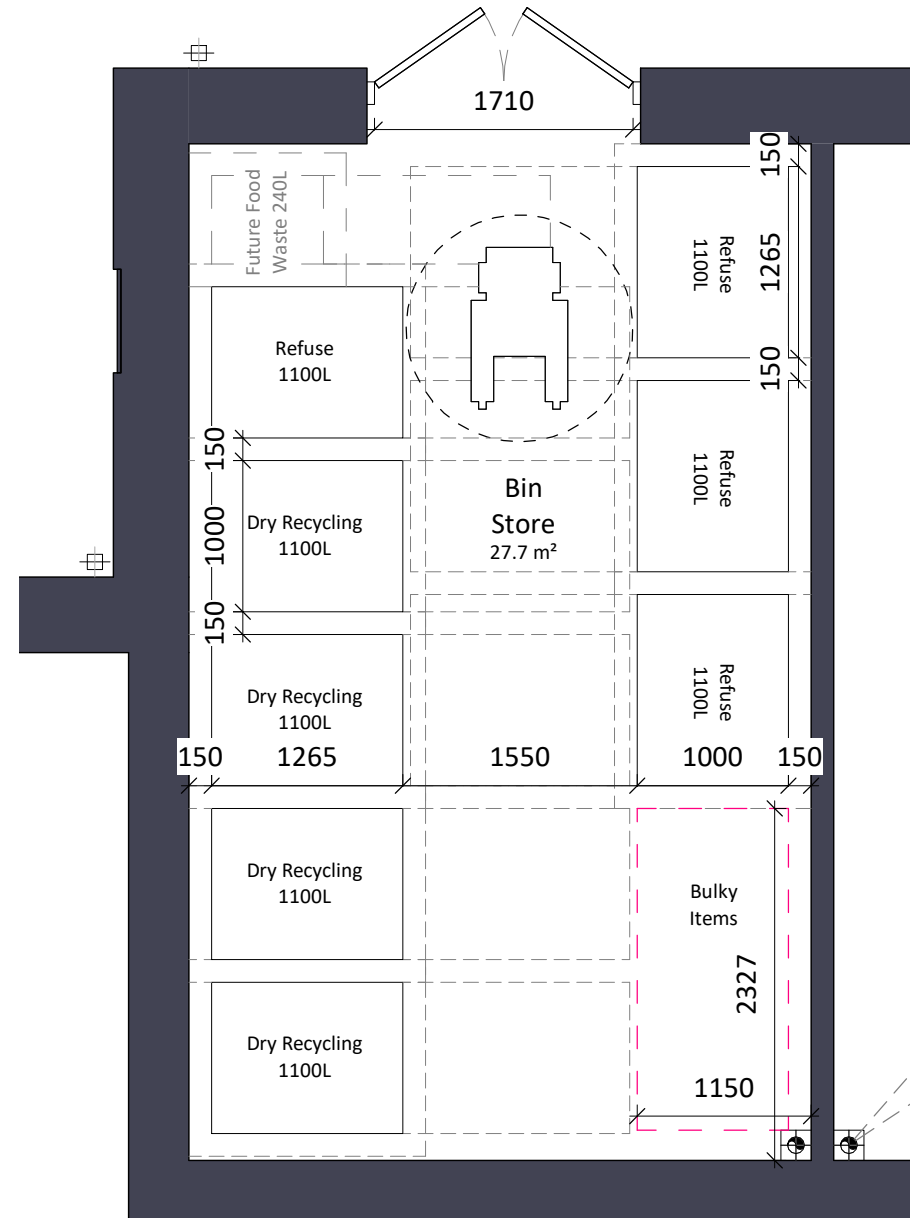 1710
150
1265
150
Future Food
Waste 240L
Refuse
1100L
Refuse
1100L
150
1000
150
Dry Recycling
1100L
Bin
Store
27.7 m²
Refuse
1100L
Dry Recycling
1100L
Refuse
1100L
150
1265
1550
1000
150
Dry Recycling
1100L
Bulky
Items
2327
Dry Recycling
1100L
1150